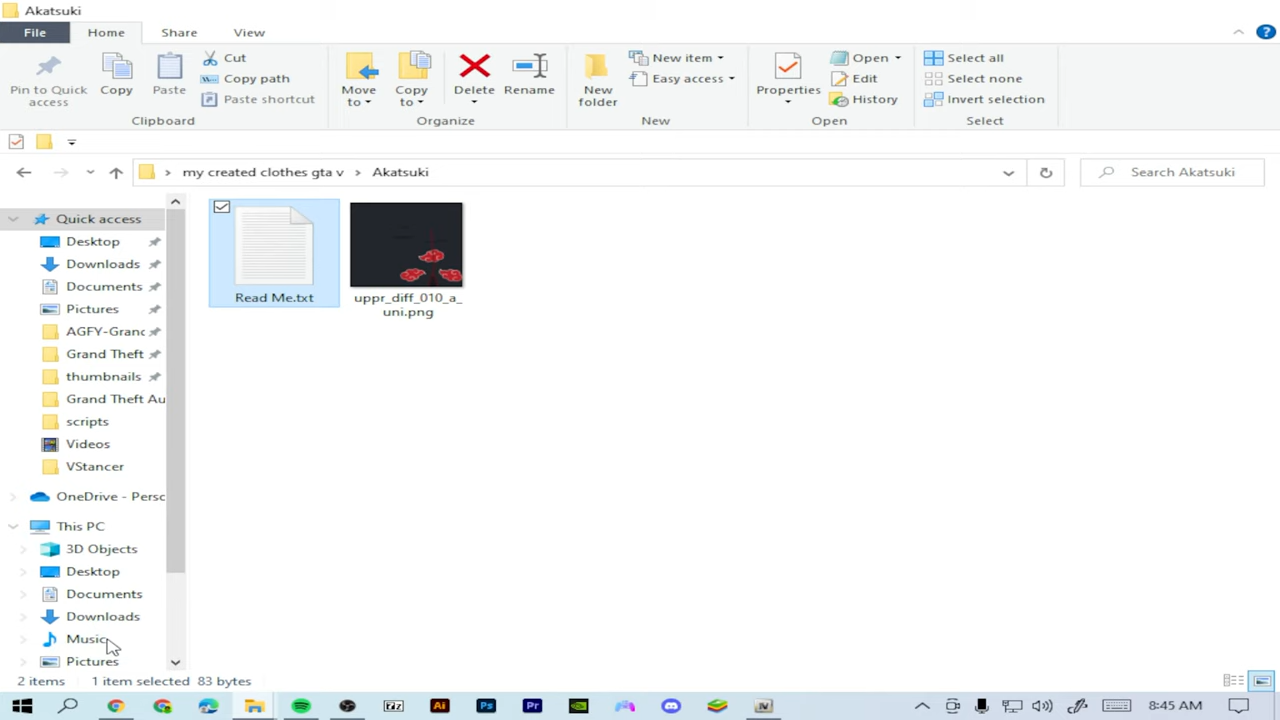 Akatsuki
File Home Share View
Pin to Quick access
Copy
Paste
Cut
Copy path
Paste shortcut
Clipboard
Move to
Copy to
Delete
Rename
Organize
New folder
New item
Easy access
New
Properties
Open
Edit
History
Open
Select all
Select none
Invert selection
Select
my created clothes gta v > Akatsuki
Search Akatsuki
Quick access
Desktop
Downloads
Documents
Pictures
AGFY-Granc
Grand Theft
thumbnails
Grand Theft Au
scripts
Videos
VStancer
OneDrive - Persc
This PC
3D Objects
Desktop
Documents
Downloads
Music
Pictures
Read Me.txt
uppr_diff_010_a_
uni.png
2 items 1 item selected 83 bytes
Ai Ps Pr
8:45 AM